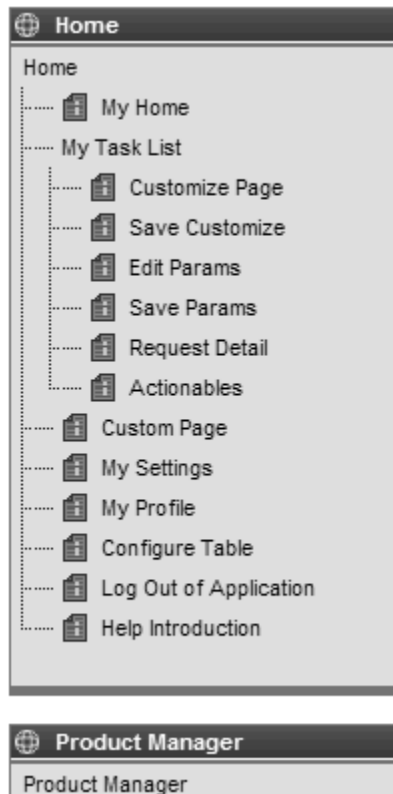 Home
Home
My Home
My Task List
Customize Page
Save Customize
Edit Params
Save Params
Request Detail
Actionables
Custom Page
My Settings
My Profile
Configure Table
Log Out of Application
Help Introduction
Product Manager
Product Manager